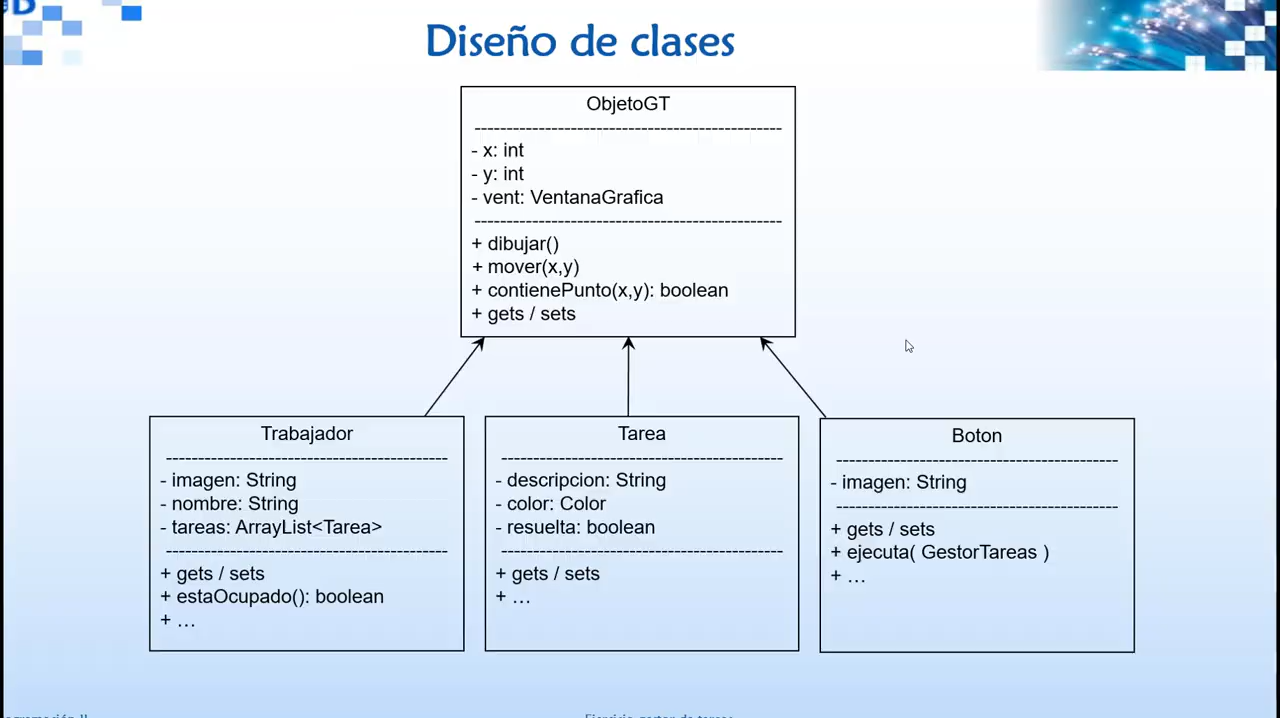 Diseño de clases
ObjetoGT
- x: int
- y: int
- vent: VentanaGrafica
+ dibujar()
+ mover(x,y)
+ contienePunto(x,y): boolean
+ gets / sets
Trabajador
- imagen: String
- nombre: String
- tareas: ArrayList<Tarea>
+ gets / sets
+ estaOcupado(): boolean
+ …
Tarea
- descripcion: String
- color: Color
- resuelta: boolean
+ gets / sets
+ …
Boton
- imagen: String
+ gets / sets
+ ejecuta( GestorTareas )
+ …